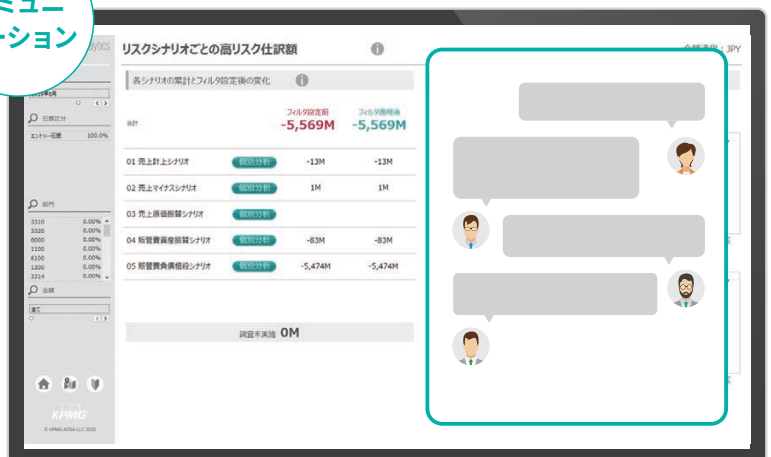 ミュー
ーション
alytics
リスクシナリオごとの高リスク仕訳額
各シナリオの累計とフィルタ設定後の変化
合計
フィルタ設定前
フィルタ適用後
-5,569M
-5,569M
01 売上計上シナリオ 個別分析 -13M -13M
02 売上マイナスシナリオ 個別分析 1M 1M
03 売上原価振替シナリオ 個別分析
04 販管費資産振替シナリオ 個別分析 -83M -83M
05 販管費負債相殺シナリオ 個別分析 -5,474M -5,474M
調査未実施 0M
伝票区分
エントリー伝票 100.0%
部門
3310 0.00%
3320 0.00%
8000 0.00%
1100 0.00%
6100 0.00%
1200 0.00%
2214 0.00%
金額
全て
KPMG
© KPMG AZSA LLC 2020
: JPY